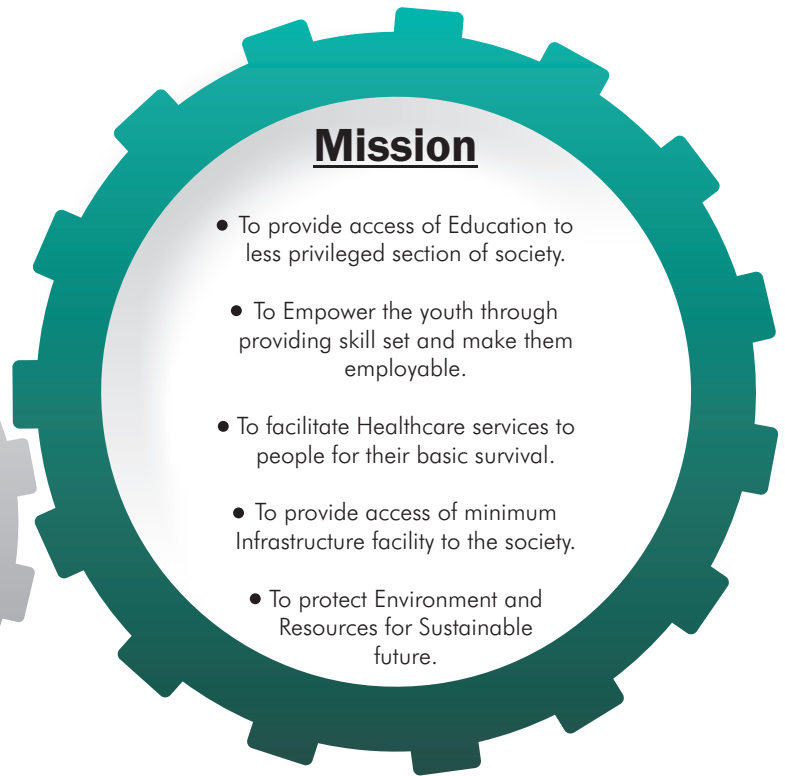 Mission
● To provide access of Education to
less privileged section of society.
● To Empower the youth through
providing skill set and make them
employable.
● To facilitate Healthcare services to
people for their basic survival.
● To provide access of minimum
Infrastructure facility to the society.
● To protect Environment and
Resources for Sustainable
future.